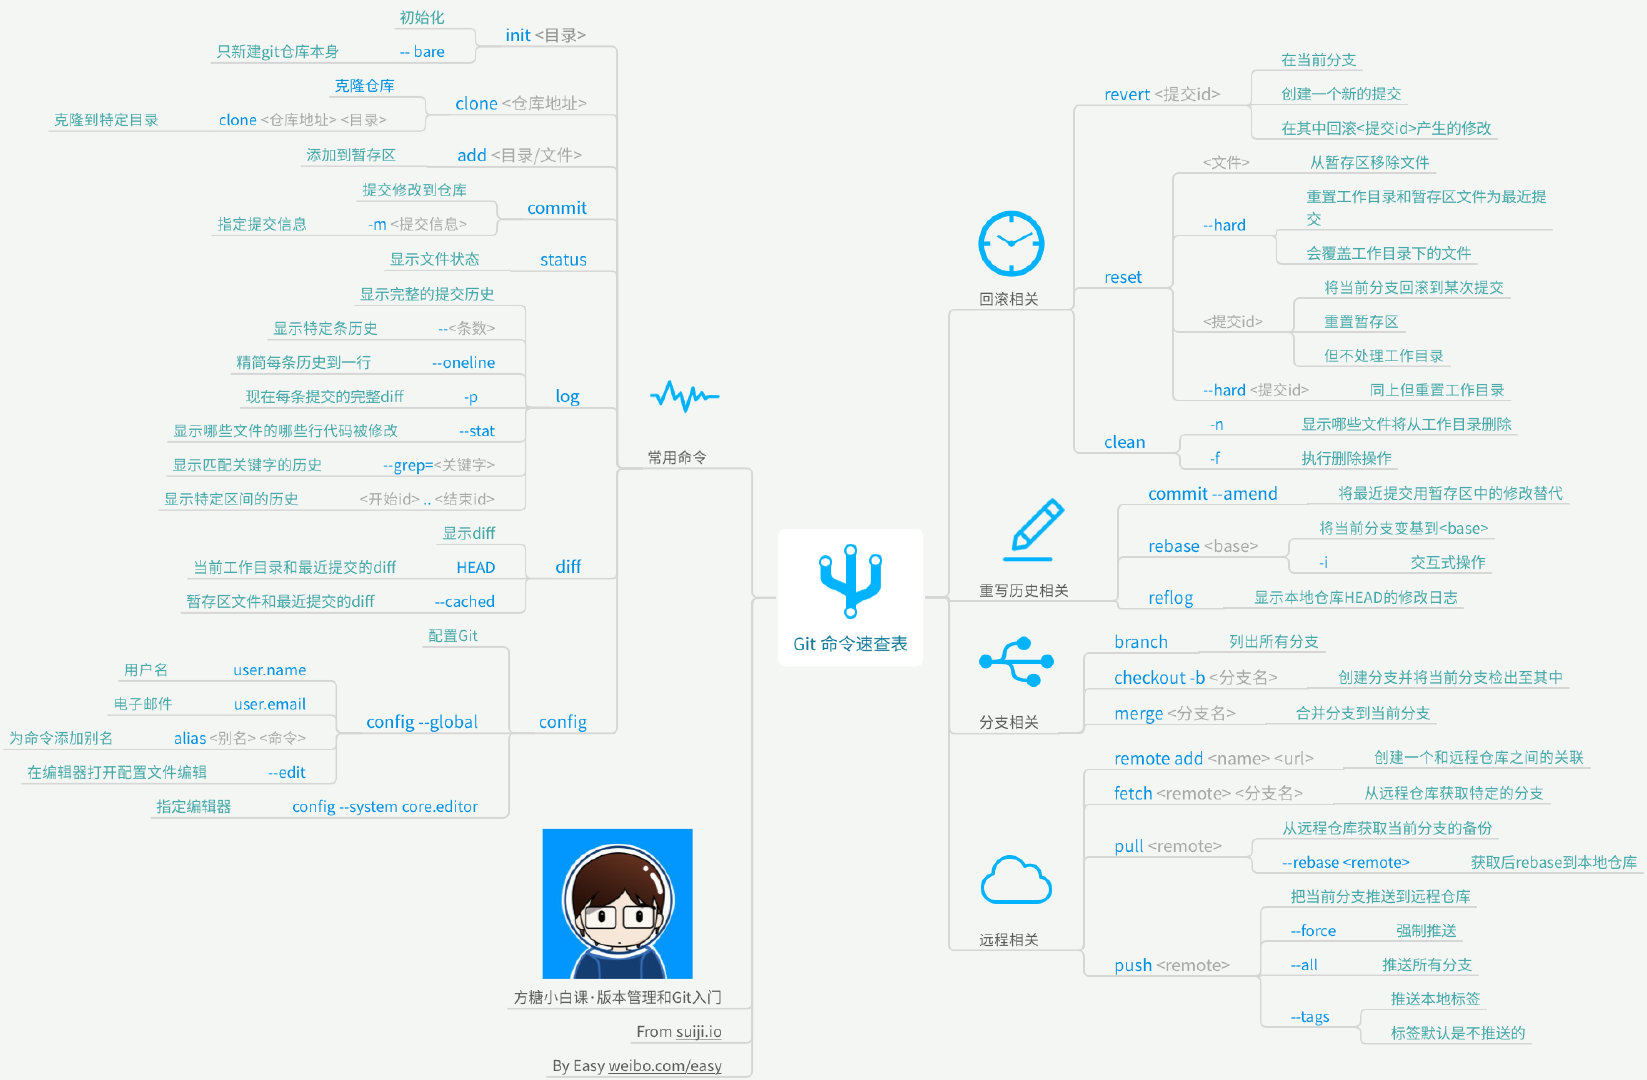 Git 命令速查表
常用命令
init <目录>
初始化
-- bare
只新建git仓库本身
clone <仓库地址>
克隆仓库
clone <仓库地址> <目录>
克隆到特定目录
add <目录/文件>
添加到暂存区
commit
提交修改到仓库
-m <提交信息>
指定提交信息
status
显示文件状态
log
显示完整的提交历史
--<条数>
显示特定条历史
--oneline
精简每条历史到一行
-p
现在每条提交的完整diff
--stat
显示哪些文件的哪些行代码被修改
--grep=<关键字>
显示匹配关键字的历史
<开始id> .. <结束id>
显示特定区间的历史
diff
显示diff
HEAD
当前工作目录和最近提交的diff
--cached
暂存区文件和最近提交的diff
config
配置Git
config --global
user.name
用户名
user.email
电子邮件
alias <别名> <命令>
为命令添加别名
--edit
在编辑器打开配置文件编辑
config --system core.editor
指定编辑器
方糖小白课·版本管理和Git入门
From suiji.io
By Easy weibo.com/easy
回滚相关
revert <提交id>
在当前分支
创建一个新的提交
在其中回滚<提交id>产生的修改
reset
<文件>
从暂存区移除文件
--hard
重置工作目录和暂存区文件为最近提
交
会覆盖工作目录下的文件
<提交id>
将当前分支回滚到某次提交
重置暂存区
但不处理工作目录
--hard <提交id>
同上但重置工作目录
clean
-n
显示哪些文件将从工作目录删除
-f
执行删除操作
重写历史相关
commit --amend
将最近提交用暂存区中的修改替代
rebase <base>
将当前分支变基到<base>
-i
交互式操作
reflog
显示本地仓库HEAD的修改日志
分支相关
branch
列出所有分支
checkout -b <分支名>
创建分支并将当前分支检出至其中
merge <分支名>
合并分支到当前分支
远程相关
remote add <name> <url>
创建一个和远程仓库之间的关联
fetch <remote> <分支名>
从远程仓库获取特定的分支
pull <remote>
从远程仓库获取当前分支的备份
--rebase <remote>
获取后rebase到本地仓库
push <remote>
把当前分支推送到远程仓库
--force
强制推送
--all
推送所有分支
--tags
推送本地标签
标签默认是不推送的